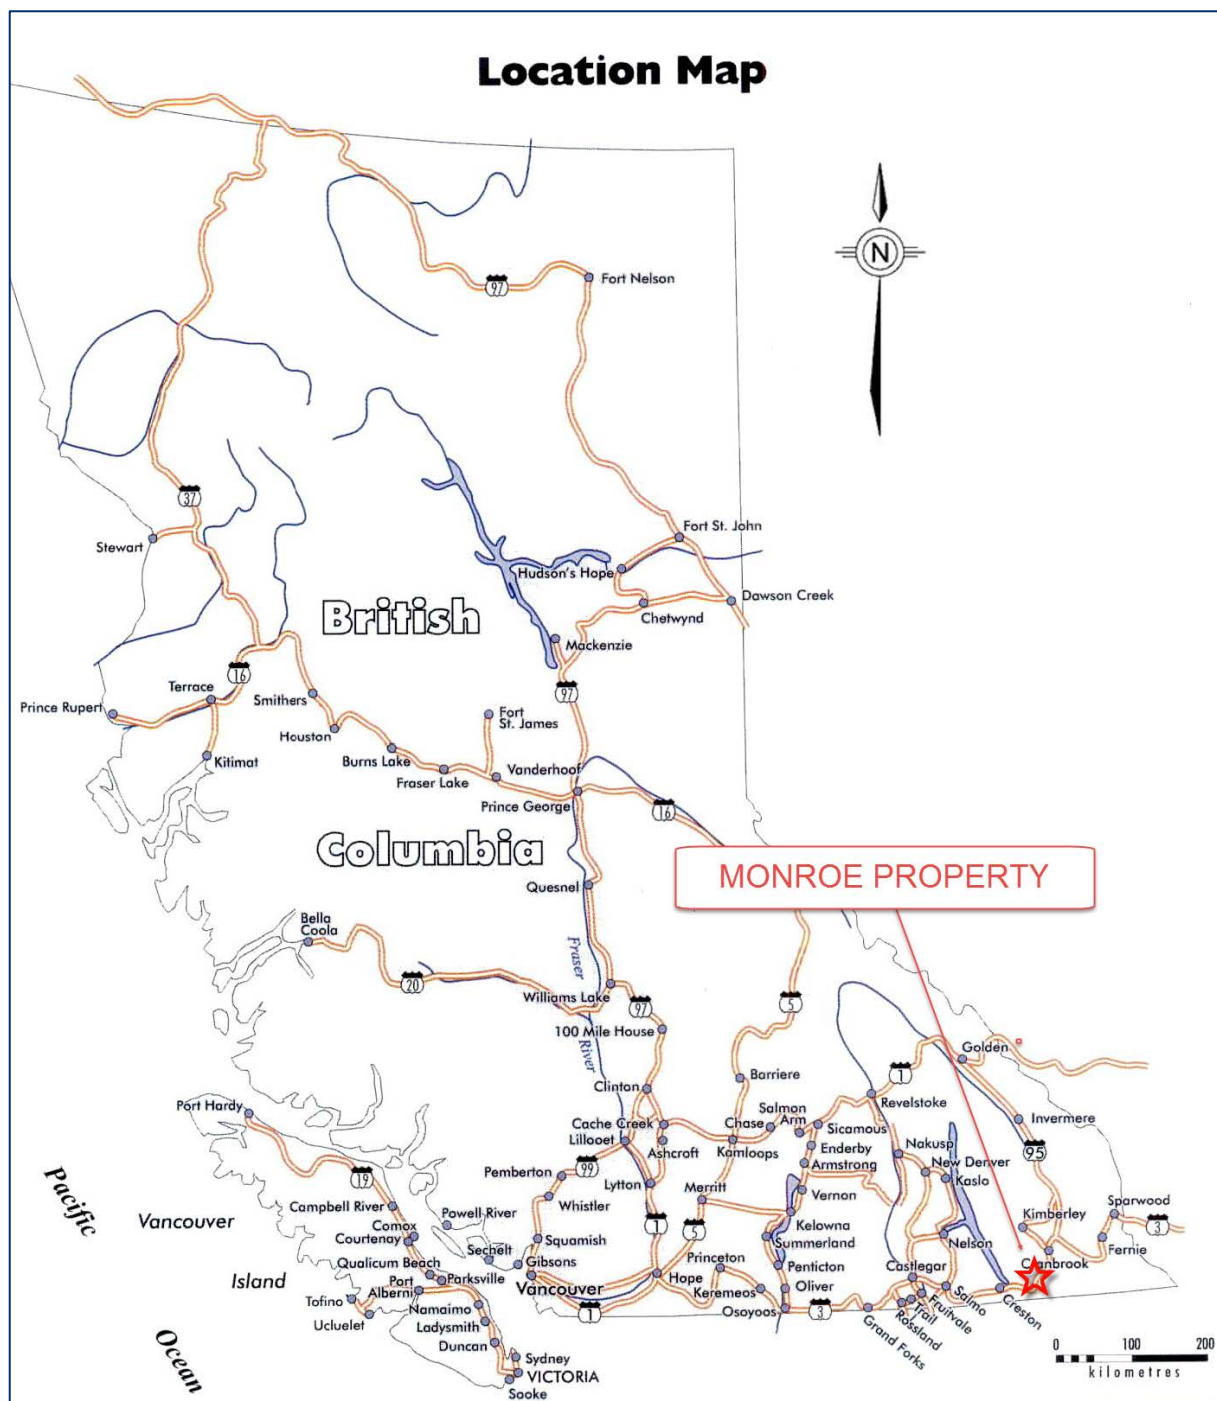 Location Map
N
97
Fort Nelson
37
Stewart
Fort St. John
Hudson's Hope
Dawson Creek
Chetwynd
British
Mackenzie
16
97
Terrace
Smithers
Prince Rupert
Fort
St. James
Houston
Kitimat
Burns Lake
Vanderhoof
Fraser Lake
Prince George
16
Columbia
MONROE PROPERTY
Quesnel
Bella
Coola
Fraser
River
20
Williams Lake
97
5
100 Mile House
Golden
1
Clinton
Barriere
Revelstoke
Port Hardy
Invermere
Salmon
Arm
Chase
Cache Creek
Sicamous
Lillooet
Ashcroft
Kamloops
Enderby
Nakusp
95
99
Armstrong
New Denver
Pemberton
Kaslo
19
Lytton
Merritt
Vernon
Whistler
Sparwood
Pacific
Vancouver
Campbell River
Powell River
Kelowna
Kimberley
3
Comox
Courtenay
Squamish
1
5
Summerland
Nelson
Fernie
Sechelt
Gibsons
Princeton
Penticton
Castlegar
Cranbrook
Qualicum Beach
Parksville
Island
Port
Alberni
Vancouver
Hope
Keremeos
Oliver
Salmo
Creston
Tofino
Ucluelet
Namaimo
1
Osoyoos
3
Fruitvale
Trail
Rossland
Grand Forks
Ladysmith
Duncan
Ocean
Sydney
VICTORIA
Sooke
0 100 200
kilometres